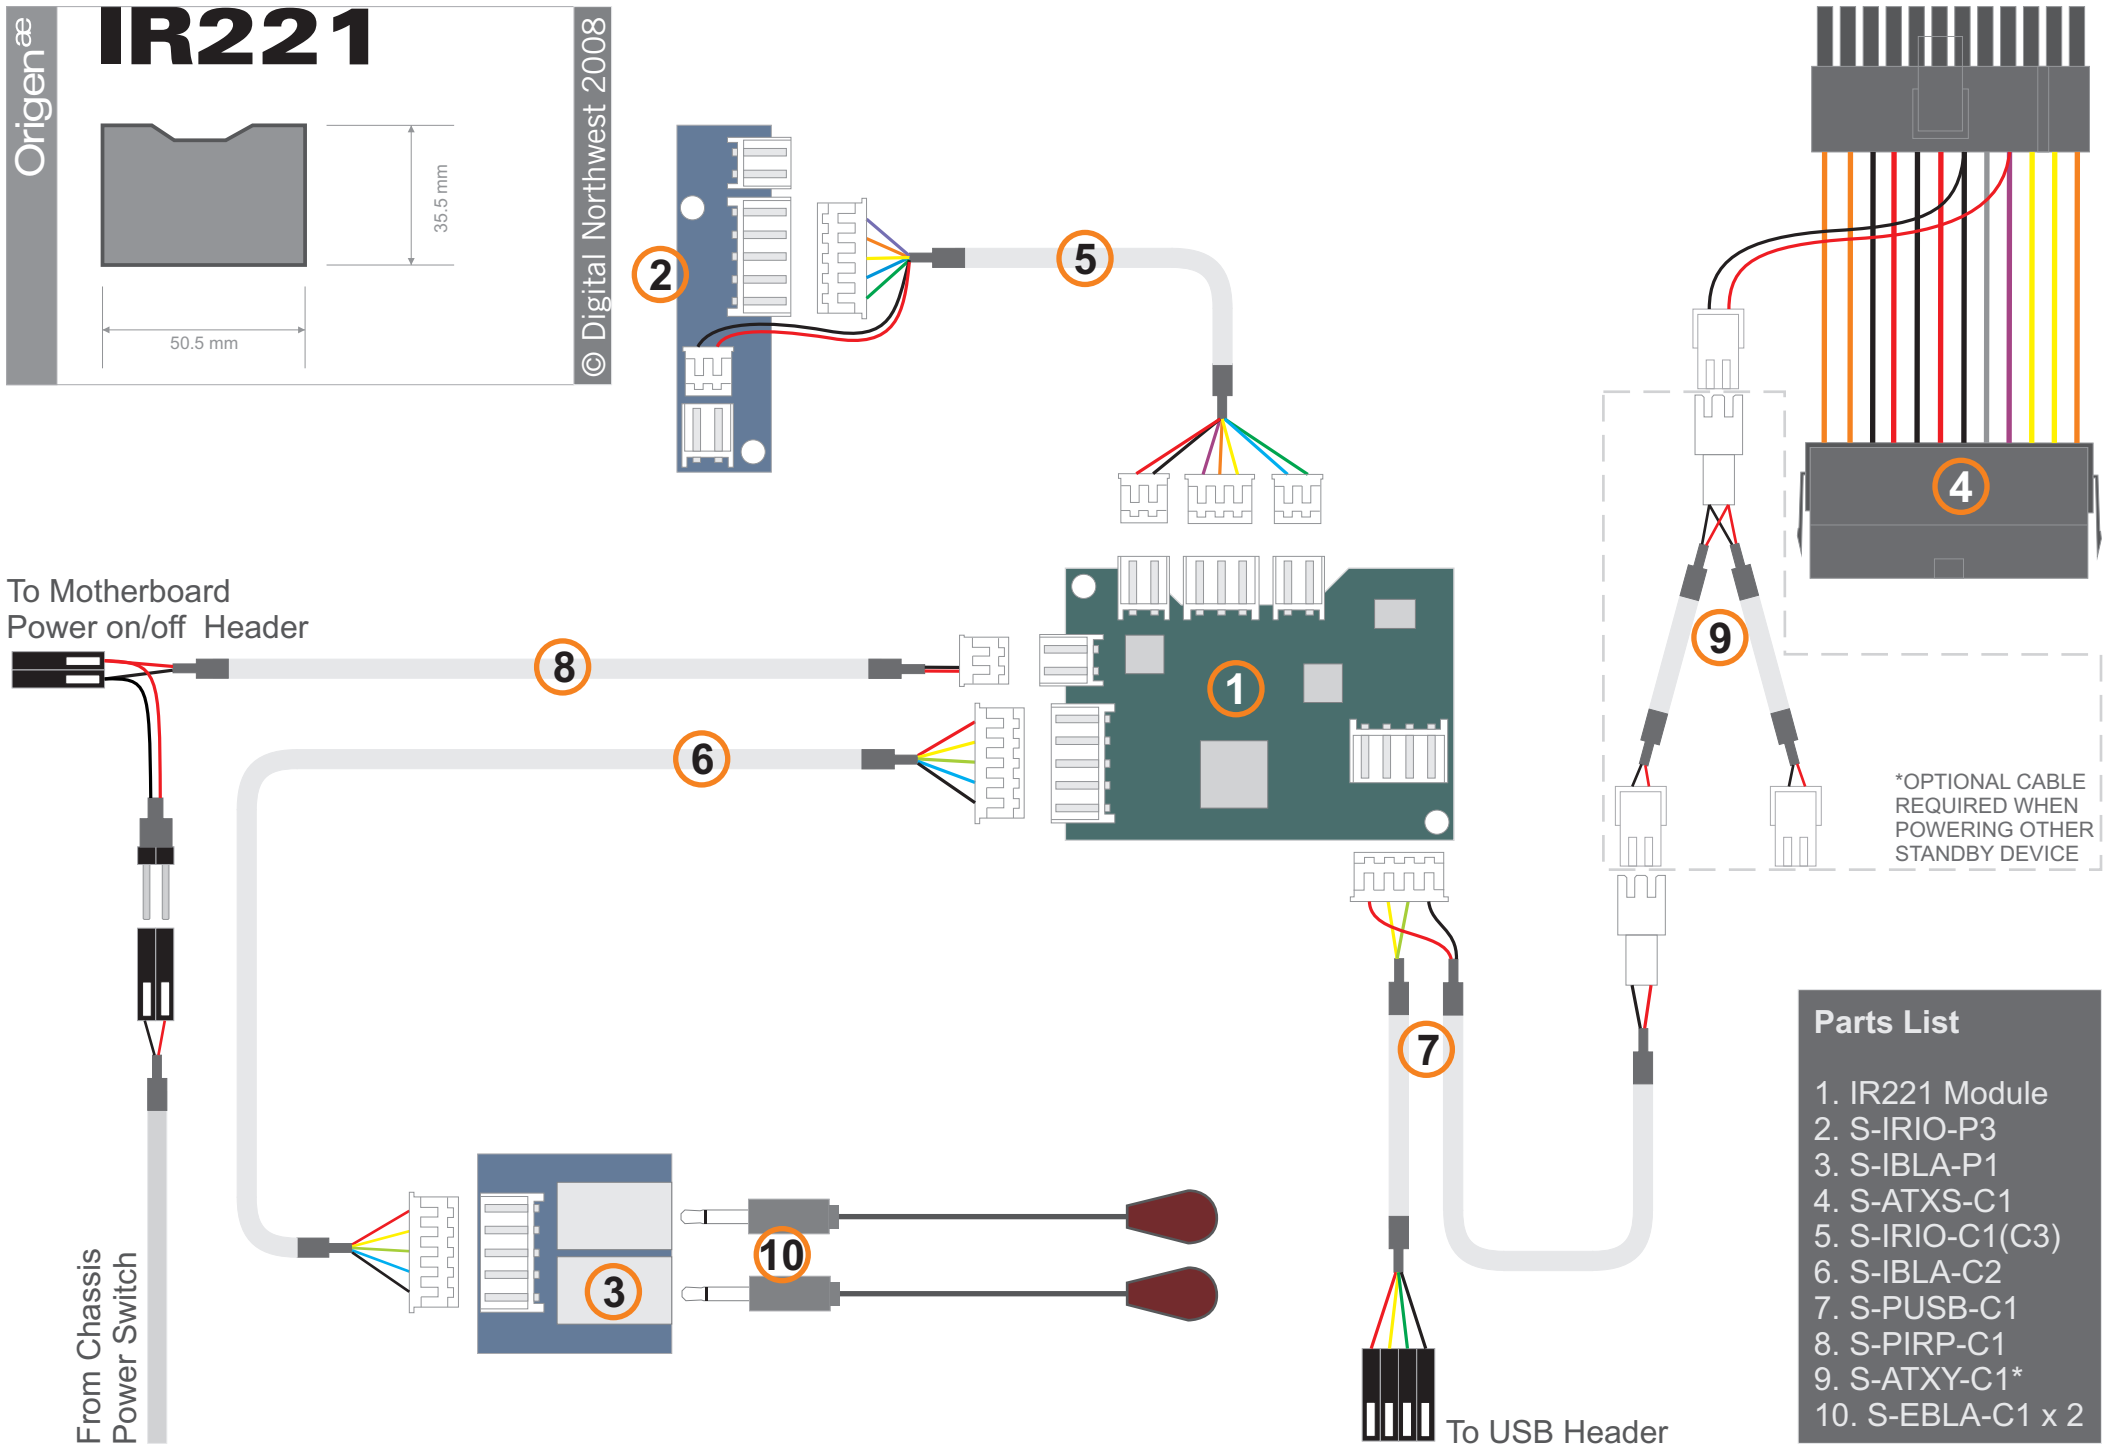 Origenæ
IR221
© Digital Northwest 2008
35.5 mm
50.5 mm
2
5
4
To Motherboard
Power on/off Header
8
1
9
6
*OPTIONAL CABLE
REQUIRED WHEN
POWERING OTHER
STANDBY DEVICE
7
3
10
From Chassis
Power Switch
To USB Header
Parts List
1. IR221 Module
2. S-IRIO-P3
3. S-IBLA-P1
4. S-ATXS-C1
5. S-IRIO-C1(C3)
6. S-IBLA-C2
7. S-PUSB-C1
8. S-PIRP-C1
9. S-ATXY-C1*
10. S-EBLA-C1 x 2